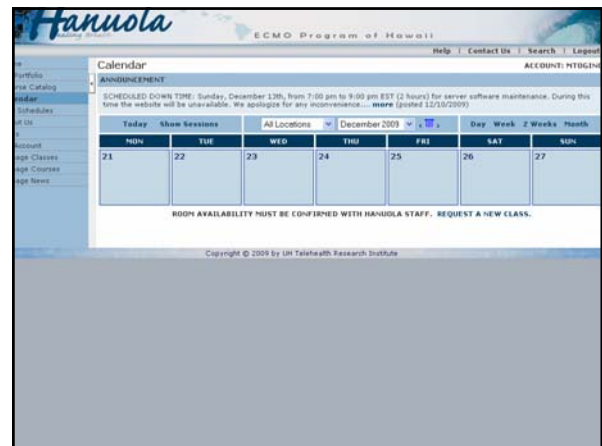 Hanuola
Healing Breath
ECMO Program of Hawaii
Help | Contact Us | Search | Logout
Calendar
ACCOUNT: MTOGINI
ANNOUNCEMENT
SCHEDULED DOWN TIME: Sunday, December 13th, from 7:00 pm to 9:00 pm EST (2 hours) for server software maintenance. During this
time the website will be unavailable. We apologize for any inconvenience.... more (posted 12/10/2009)
Portfolio
rse Catalog
endar
Schedules
ut Us
Account
age Classes
age Courses
age News
Today Show Sessions All Locations December 2009 Day Week 2 Weeks Month
MON TUE WED THU FRI SAT SUN
21 22 23 24 25 26 27
ROOM AVAILABILITY MUST BE CONFIRMED WITH HANUOLA STAFF. REQUEST A NEW CLASS.
Copyright © 2009 by UH Telehealth Research Institute